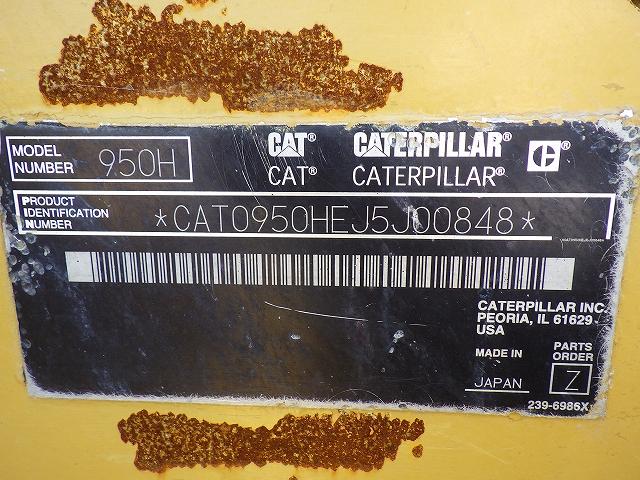 MODEL NUMBER 950H
CAT® CATERPILLAR® C®
CAT® CATERPILLAR®
PRODUCT IDENTIFICATION NUMBER *CAT0950HEJ5J00848*
CATERPILLAR INC.
PEORIA, IL 61629
USA
MADE IN JAPAN
PARTS ORDER Z
239-6986X